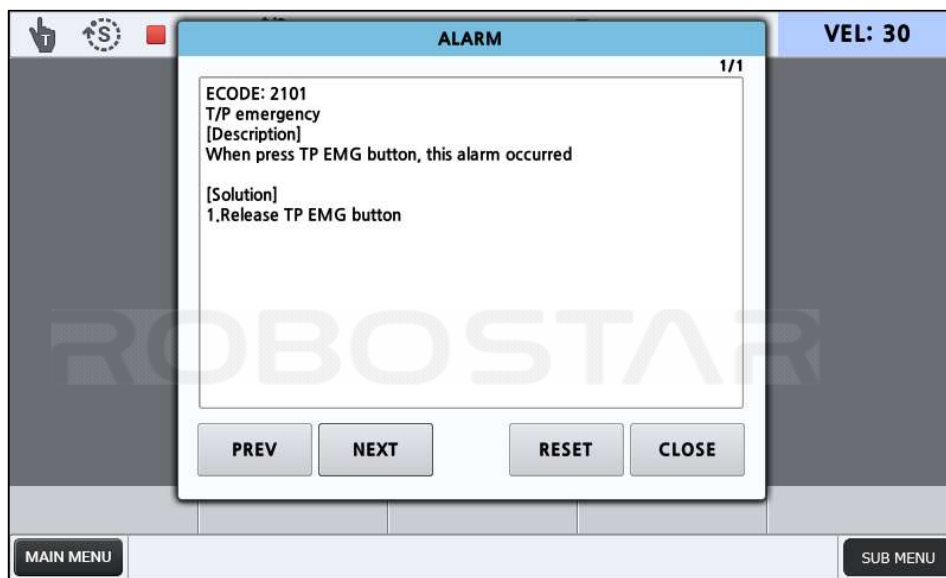 T
S
ALARM
VEL: 30
1/1
ECODE: 2101
T/P emergency
[Description]
When press TP EMG button, this alarm occurred
[Solution]
1.Release TP EMG button
ROBOSTAR
PREV
NEXT
RESET
CLOSE
MAIN MENU
SUB MENU